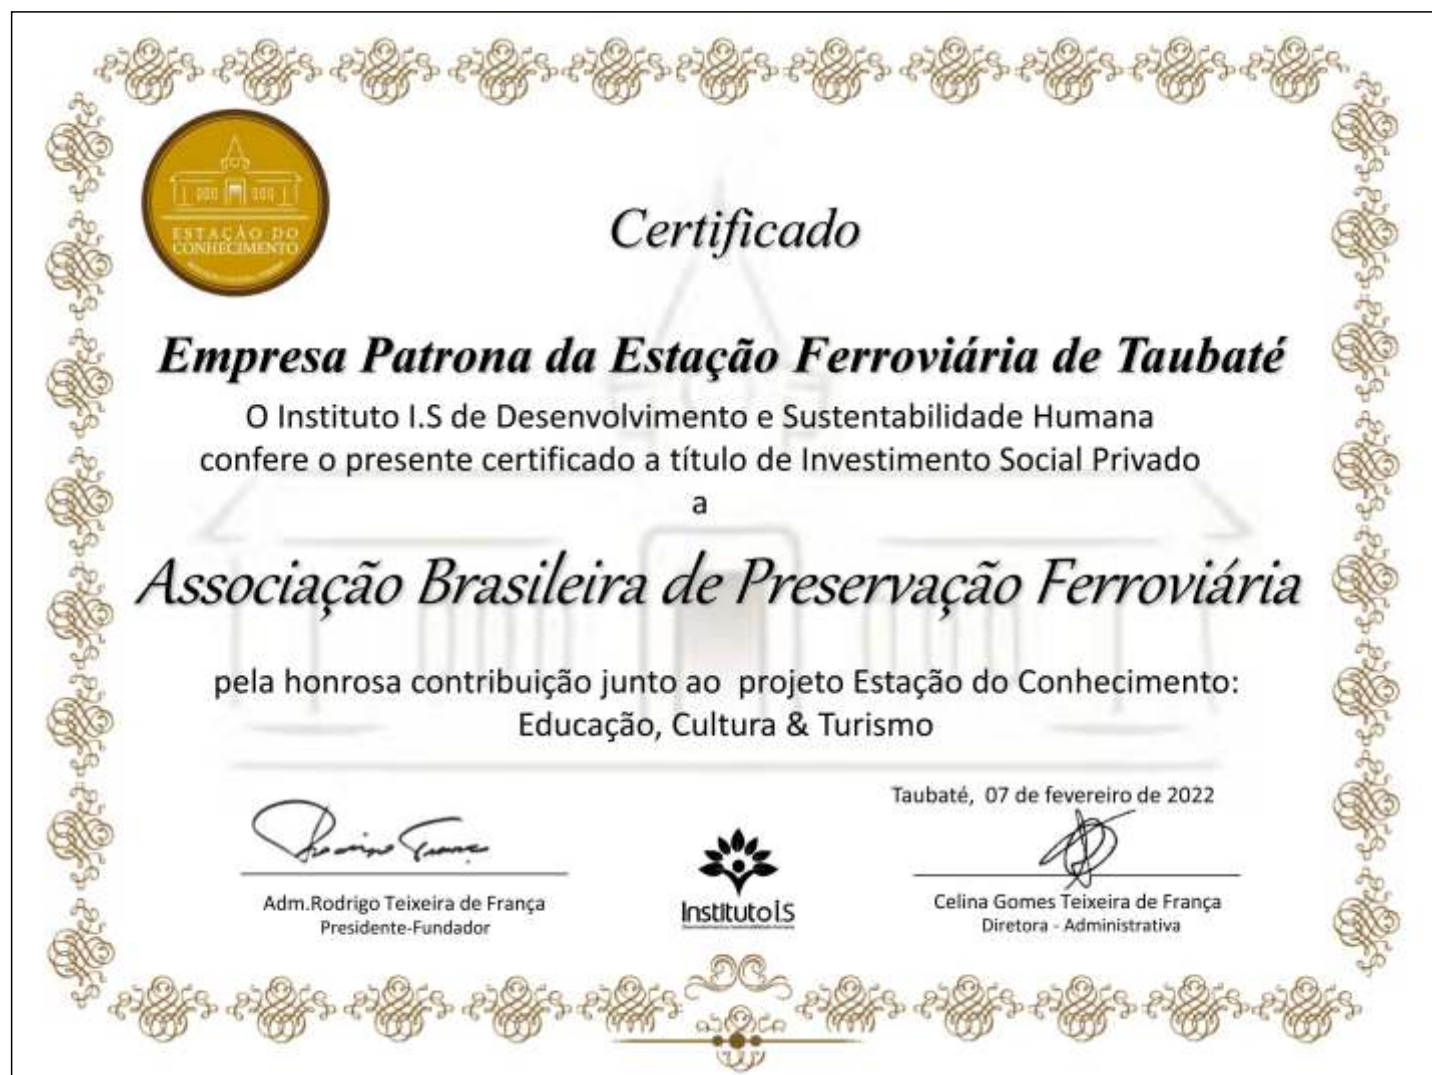 ESTAÇÃO DO
CONHECIMENTO
Certificado
Empresa Patrona da Estação Ferroviária de Taubaté
O Instituto I.S de Desenvolvimento e Sustentabilidade Humana
confere o presente certificado a título de Investimento Social Privado
a
Associação Brasileira de Preservação Ferroviária
pela honrosa contribuição junto ao projeto Estação do Conhecimento:
Educação, Cultura & Turismo
Taubaté, 07 de fevereiro de 2022
Adm.Rodrigo Teixeira de França
Presidente-Fundador
Instituto I.S
Celina Gomes Teixeira de França
Diretora - Administrativa